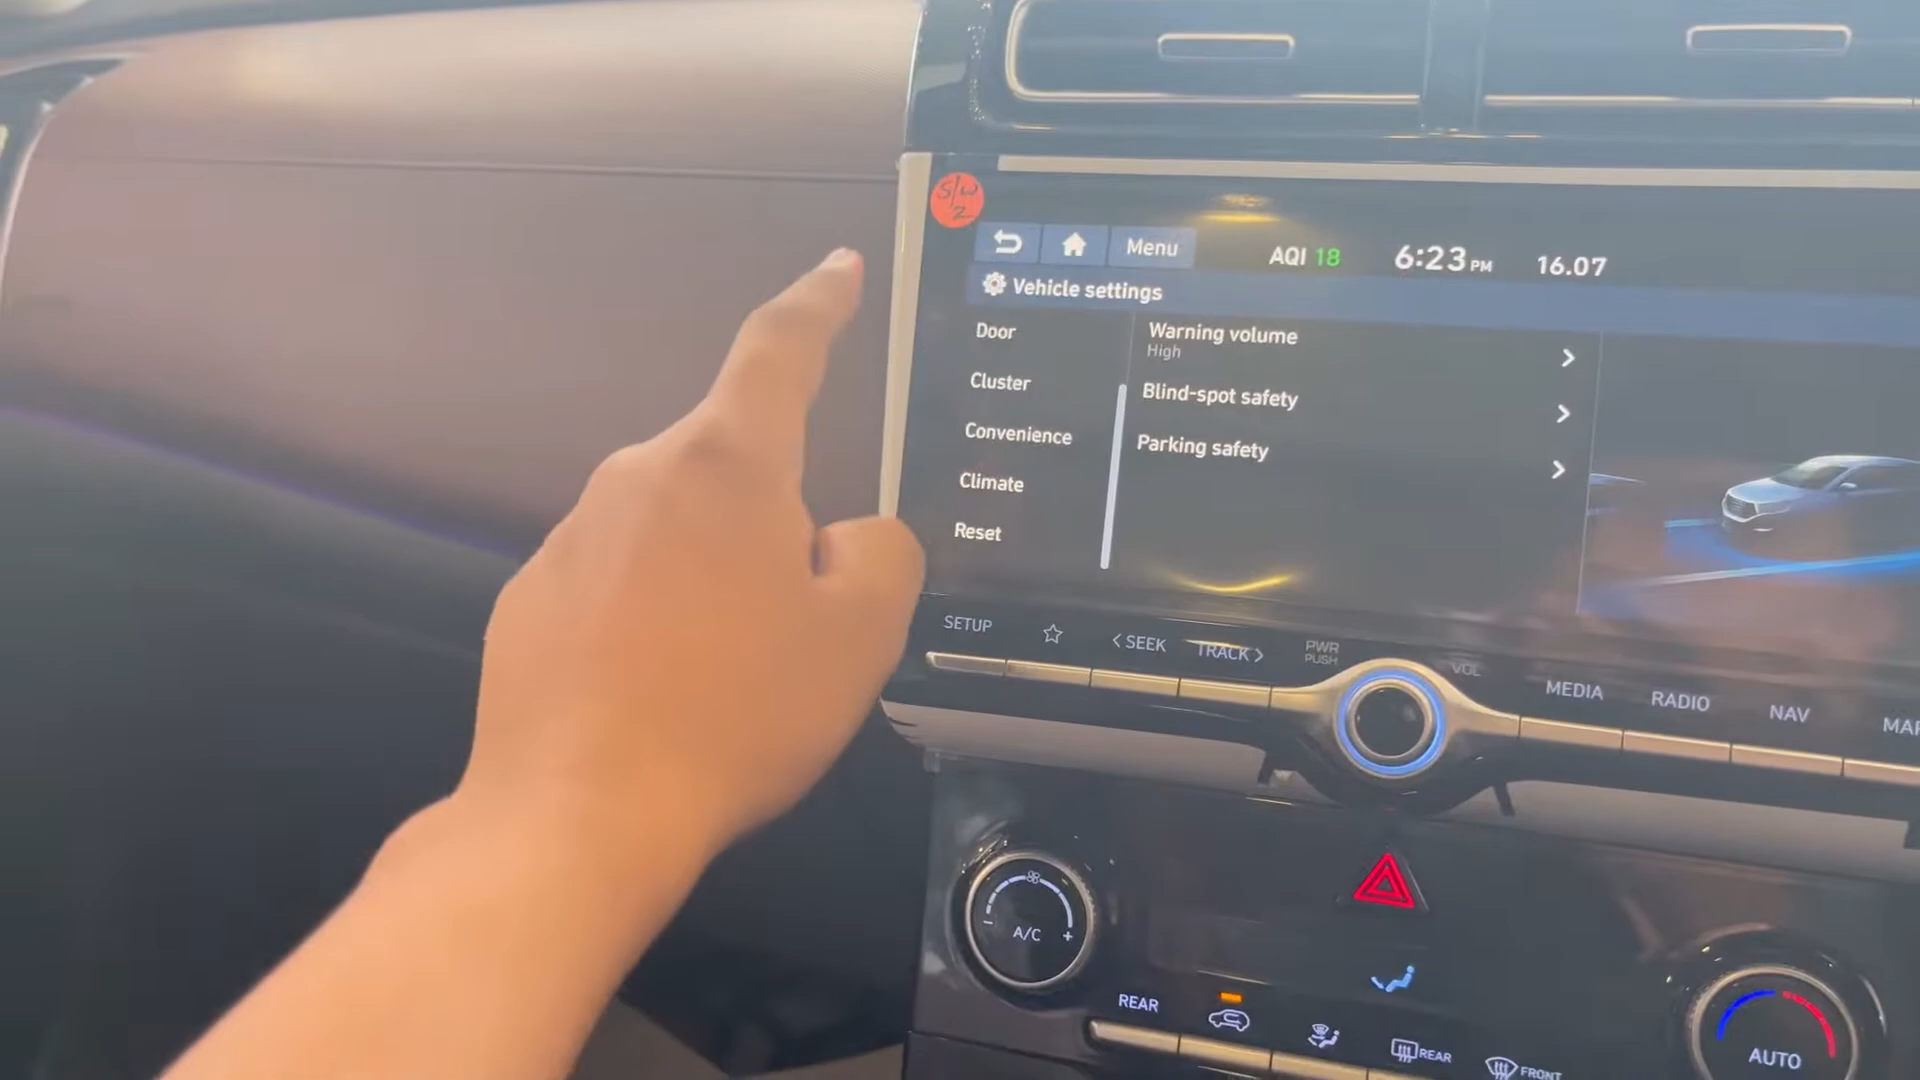 S/W
2
Menu
AQI 18
6:23 PM
16.07
Vehicle settings
Door
Cluster
Convenience
Climate
Reset
Warning volume
High
Blind-spot safety
Parking safety
SETUP
SEEK
TRACK
PWR
PUSH
VOL
MEDIA
RADIO
NAV
A/C
REAR
REAR
FRONT
AUTO